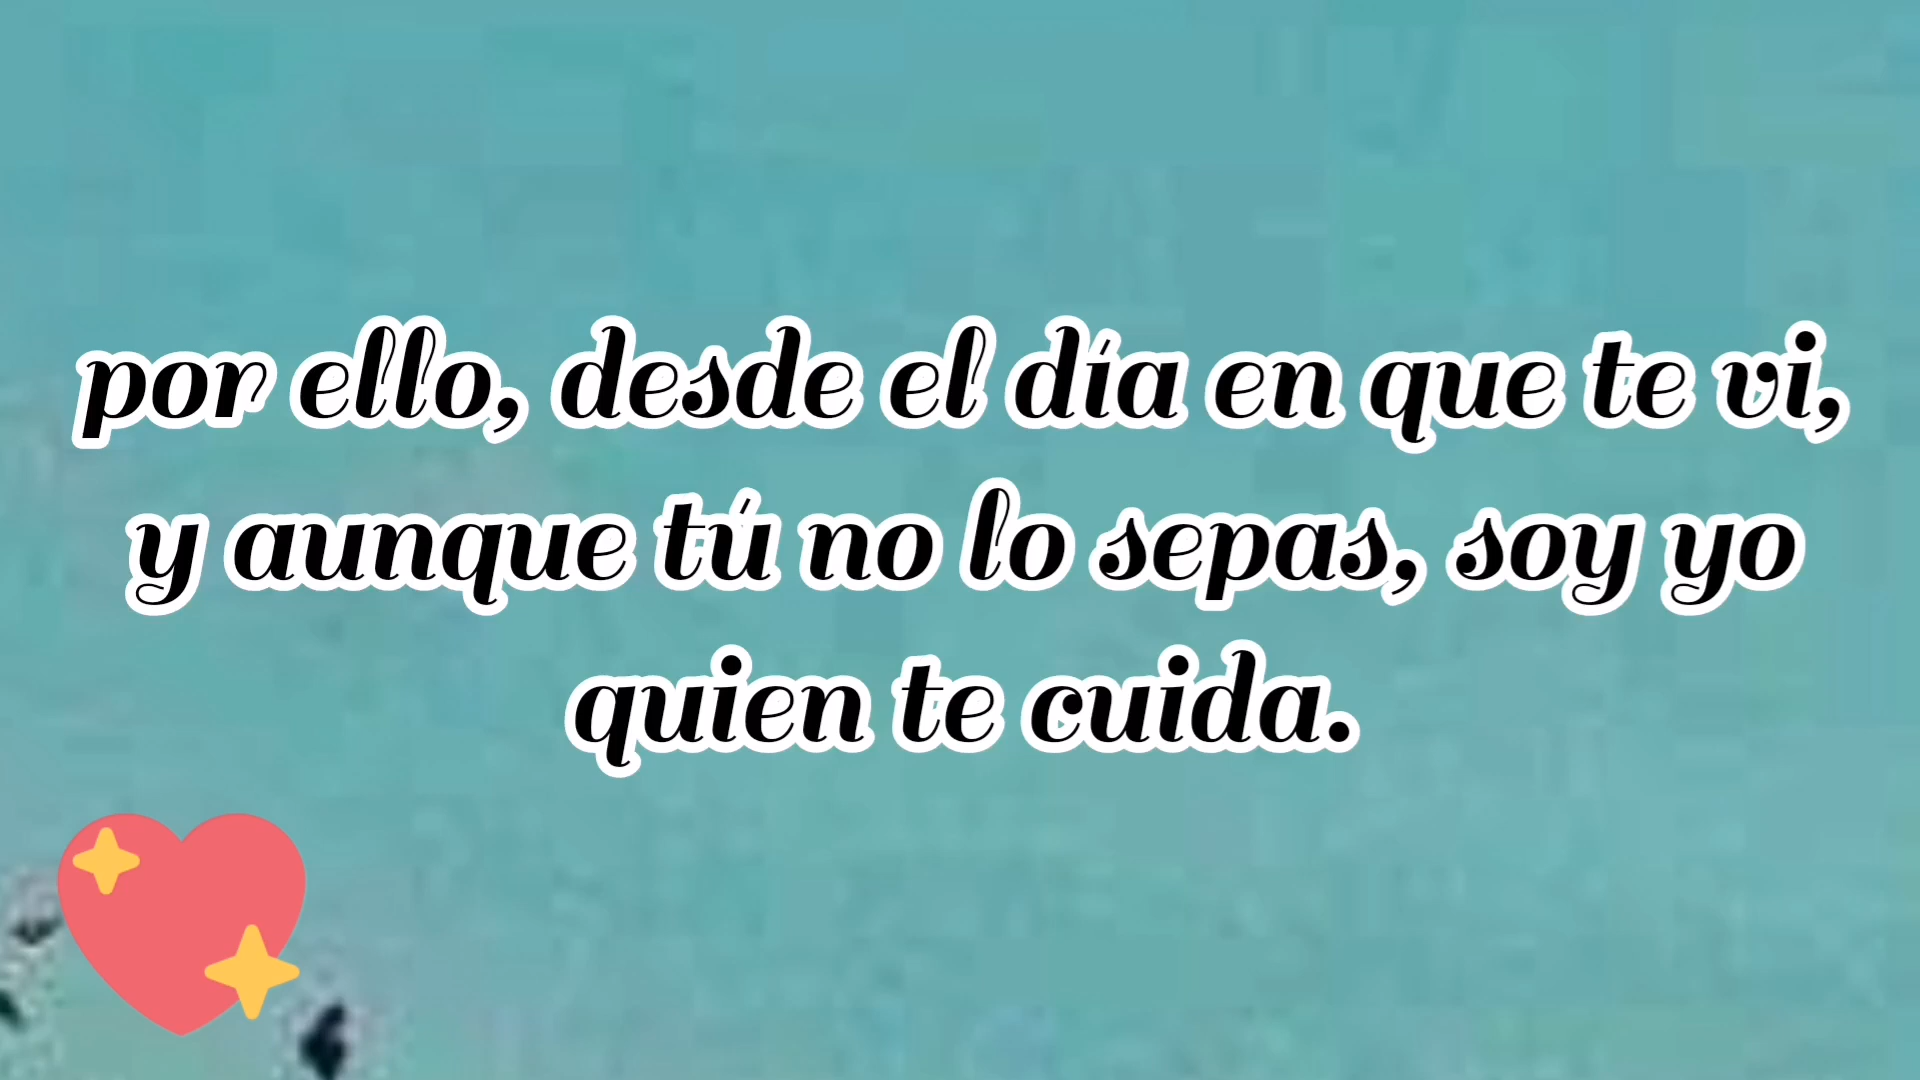 por ello, desde el día en que te vi,
y aunque tú no lo sepas, soy yo
quien te cuida.